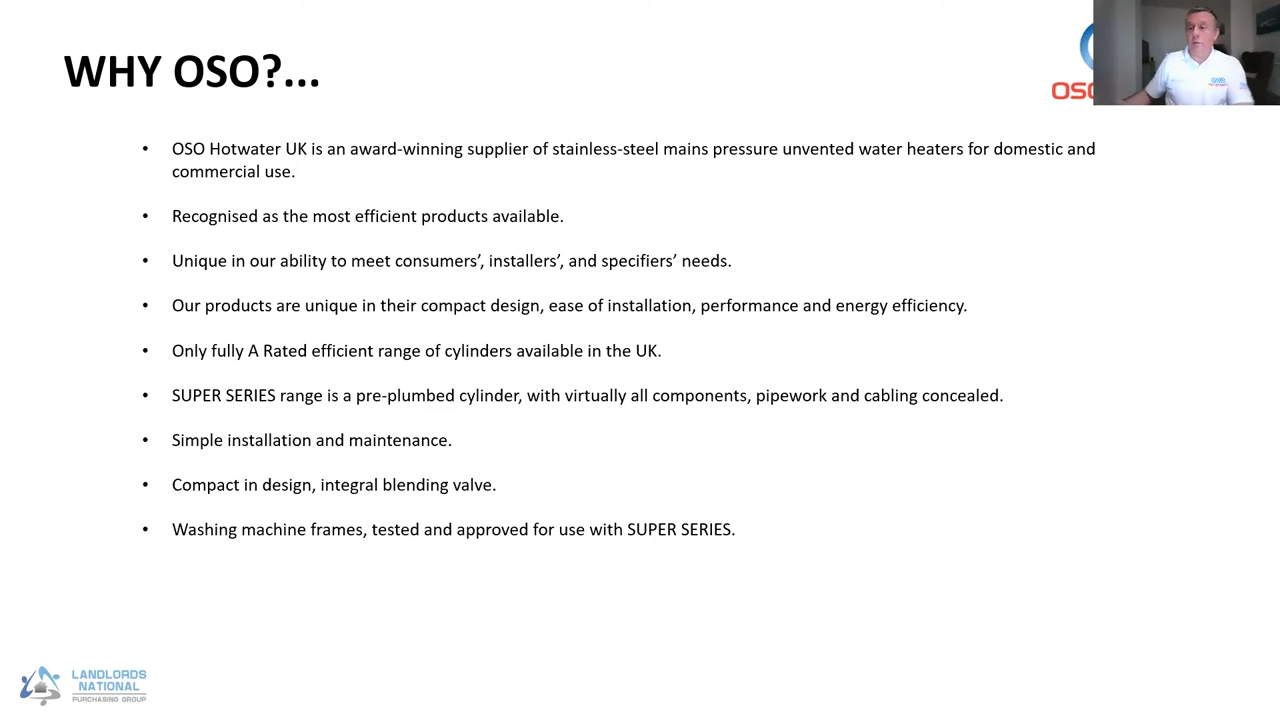 WHY OSO?...
OSO
• OSO Hotwater UK is an award-winning supplier of stainless-steel mains pressure unvented water heaters for domestic and
commercial use.
• Recognised as the most efficient products available.
• Unique in our ability to meet consumers’, installers’, and specifiers’ needs.
• Our products are unique in their compact design, ease of installation, performance and energy efficiency.
• Only fully A Rated efficient range of cylinders available in the UK.
• SUPER SERIES range is a pre-plumbed cylinder, with virtually all components, pipework and cabling concealed.
• Simple installation and maintenance.
• Compact in design, integral blending valve.
• Washing machine frames, tested and approved for use with SUPER SERIES.
LANDLORDS
NATIONAL
PURCHASING GROUP